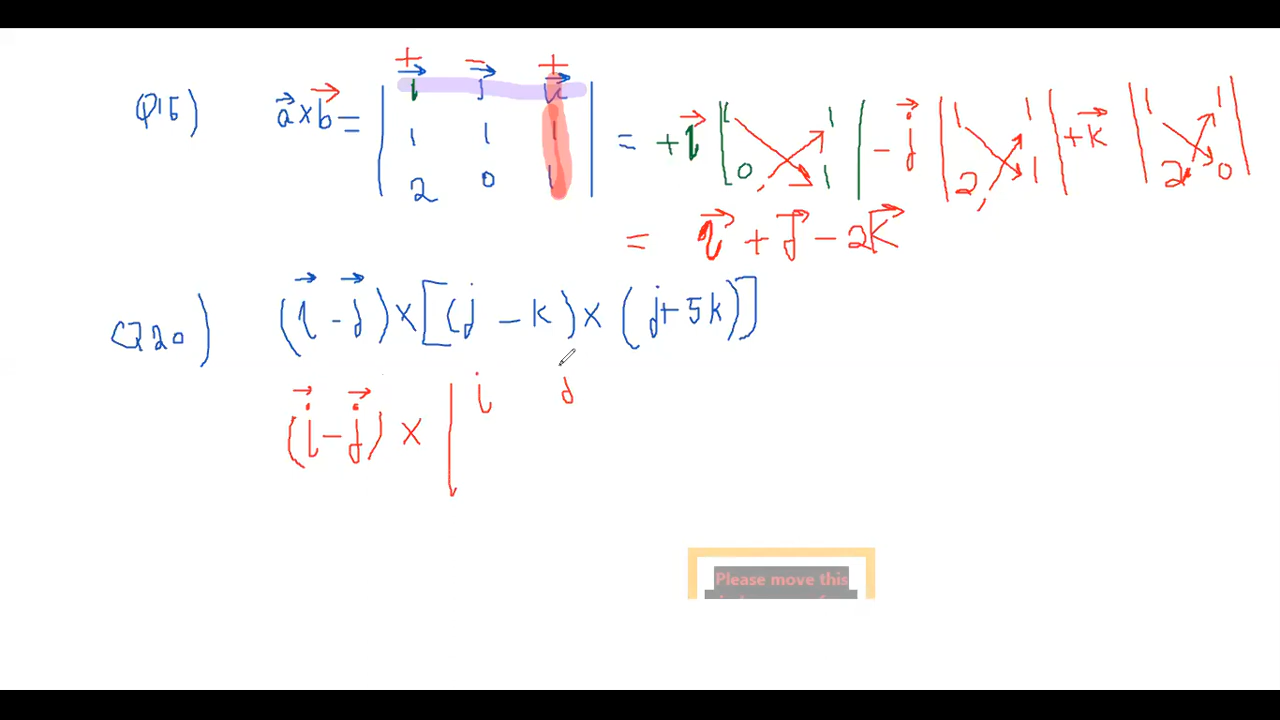 + - +
Q15) a⃗ × b⃗ = | i⃗ j⃗ k⃗ | = + i⃗ | 1 1 | - j⃗ | 1 1 | + k⃗ | 1 1 |
| 1 1 1 | | 0 1 | | 2 1 | | 2 0 |
| 2 0 1 |
= i⃗ + j⃗ - 2k⃗
Q20) (i⃗ - j⃗) × [(j - k) × (j + 5k)]
(i⃗ - j⃗) × | i j
Please move this